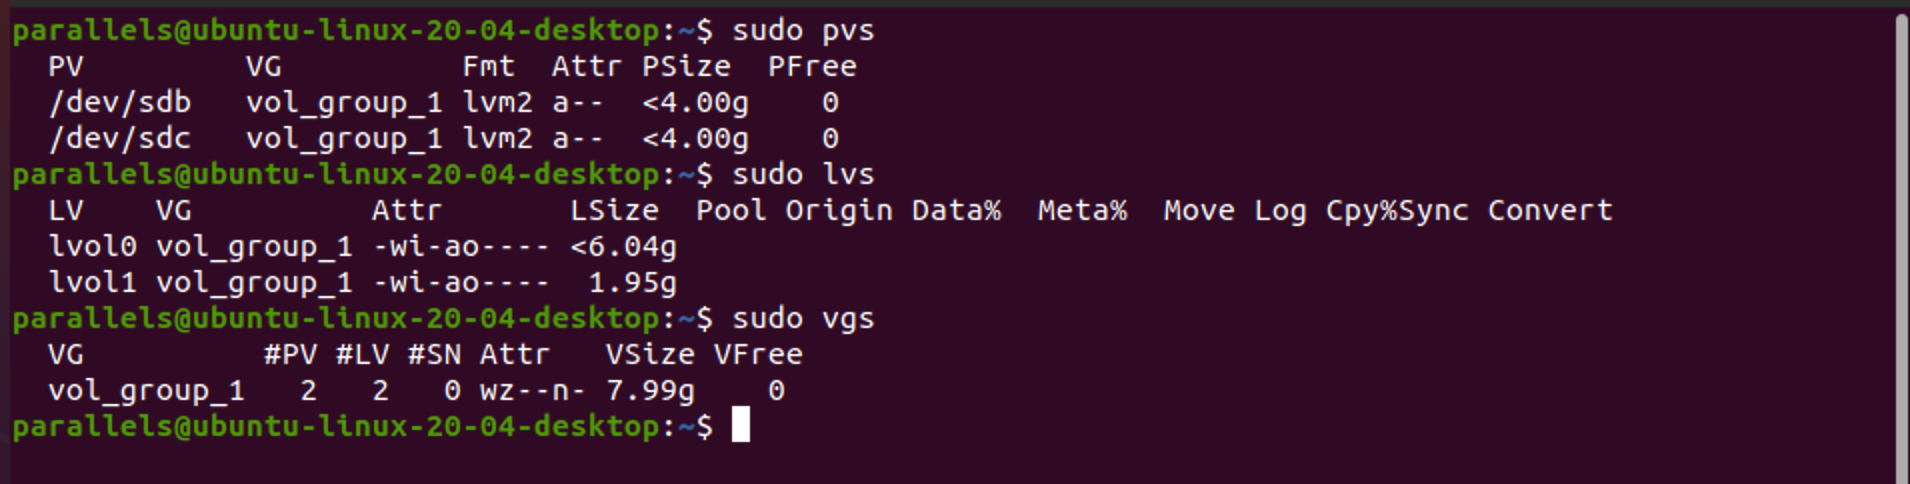 parallels@ubuntu-linux-20-04-desktop:~$ sudo pvs
  PV         VG          Fmt  Attr PSize  PFree
  /dev/sdb   vol_group_1 lvm2 a--  <4.00g    0
  /dev/sdc   vol_group_1 lvm2 a--  <4.00g    0
parallels@ubuntu-linux-20-04-desktop:~$ sudo lvs
  LV    VG          Attr       LSize  Pool Origin Data%  Meta%  Move Log Cpy%Sync Convert
  lvol0 vol_group_1 -wi-ao---- <6.04g
  lvol1 vol_group_1 -wi-ao----  1.95g
parallels@ubuntu-linux-20-04-desktop:~$ sudo vgs
  VG          #PV #LV #SN Attr   VSize VFree
  vol_group_1   2   2   0 wz--n- 7.99g    0
parallels@ubuntu-linux-20-04-desktop:~$